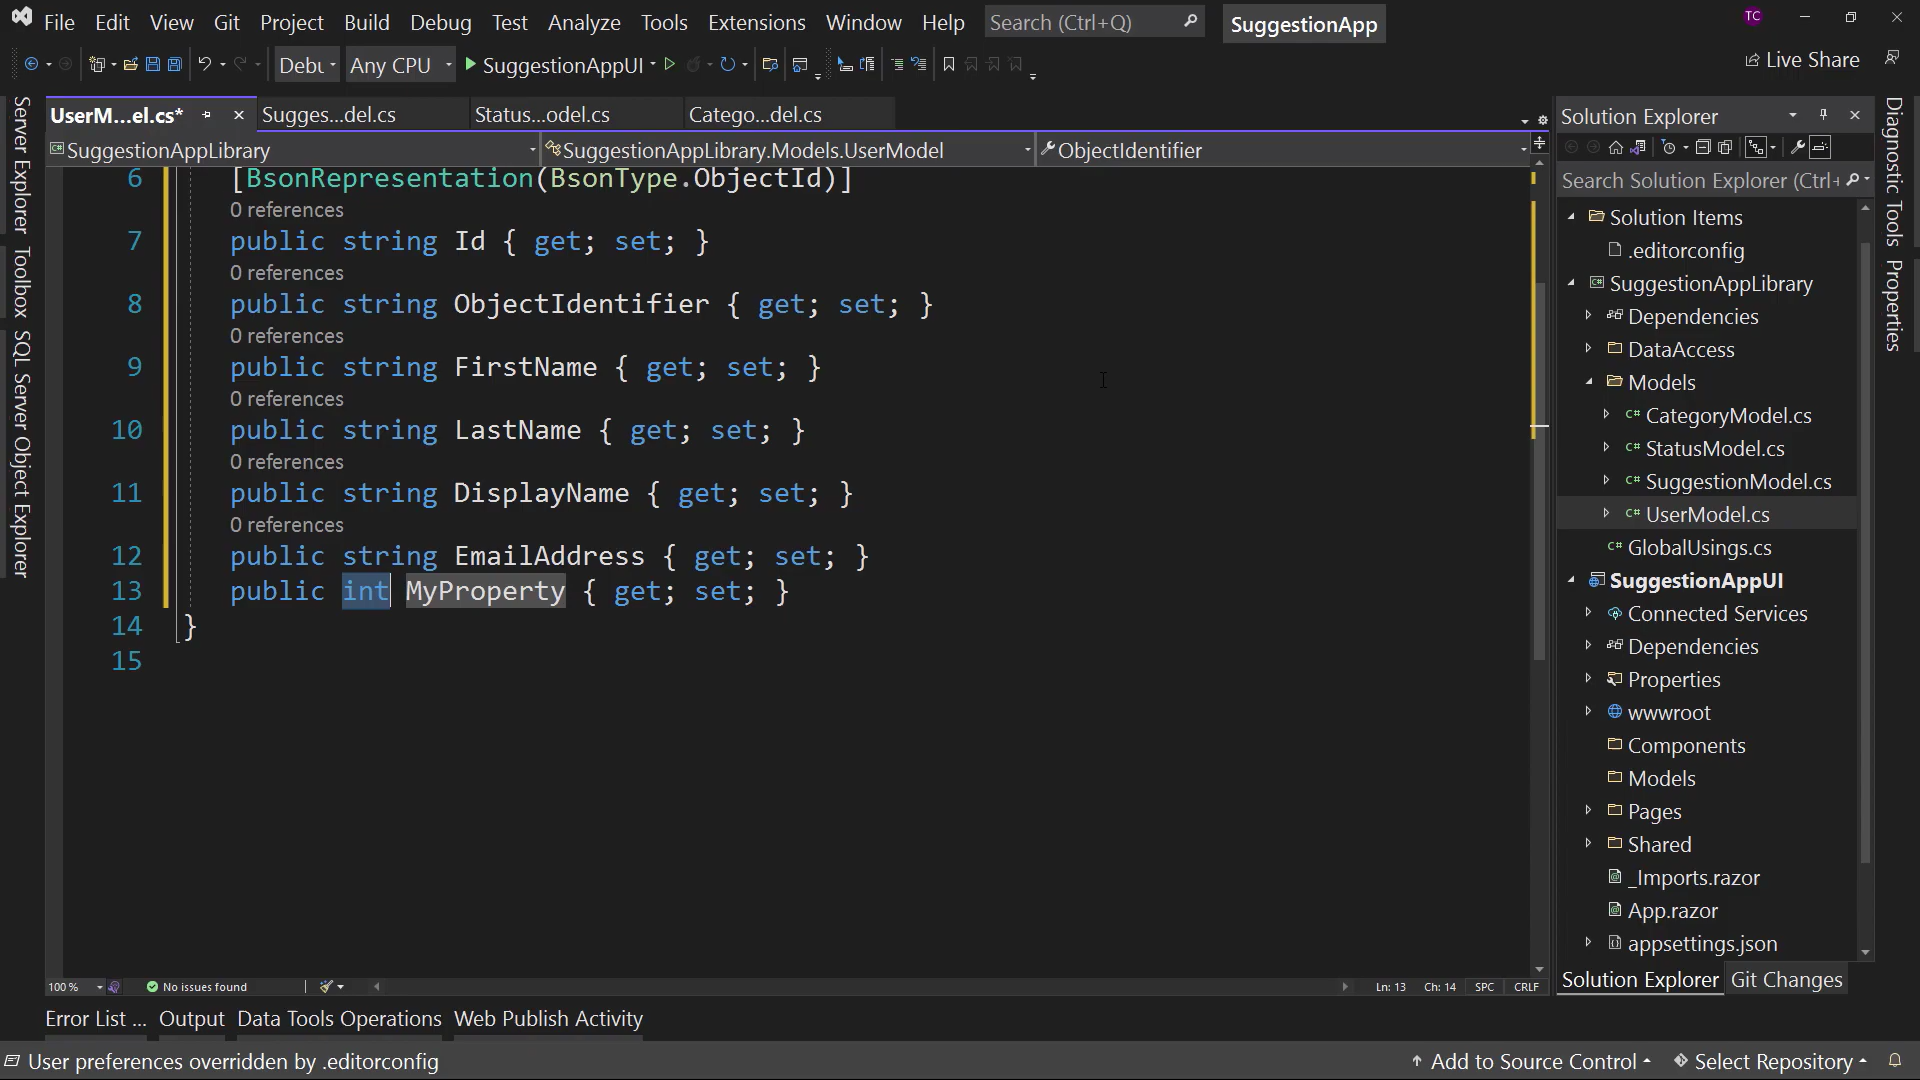 File Edit View Git Project Build Debug Test Analyze Tools Extensions Window Help Search (Ctrl+Q) SuggestionApp TC
Debu Any CPU SuggestionAppUI Live Share
UserM...el.cs* Sugges...del.cs Status...odel.cs Catego...del.cs
SuggestionAppLibrary SuggestionAppLibrary.Models.UserModel ObjectIdentifier
6 [BsonRepresentation(BsonType.ObjectId)]
0 references
7 public string Id { get; set; }
0 references
8 public string ObjectIdentifier { get; set; }
0 references
9 public string FirstName { get; set; }
0 references
10 public string LastName { get; set; }
0 references
11 public string DisplayName { get; set; }
0 references
12 public string EmailAddress { get; set; }
13 public int MyProperty { get; set; }
14 }
15
100 % No issues found Ln: 13 Ch: 14 SPC CRLF
Error List ... Output Data Tools Operations Web Publish Activity
User preferences overridden by .editorconfig Add to Source Control Select Repository
Server Explorer
Toolbox
SQL Server Object Explorer
Solution Explorer
Search Solution Explorer (Ctrl+
Solution Items
.editorconfig
SuggestionAppLibrary
Dependencies
DataAccess
Models
C# CategoryModel.cs
C# StatusModel.cs
C# SuggestionModel.cs
C# UserModel.cs
C# GlobalUsings.cs
SuggestionAppUI
Connected Services
Dependencies
Properties
wwwroot
Components
Models
Pages
Shared
_Imports.razor
App.razor
appsettings.json
Solution Explorer Git Changes
Diagnostic Tools
Properties